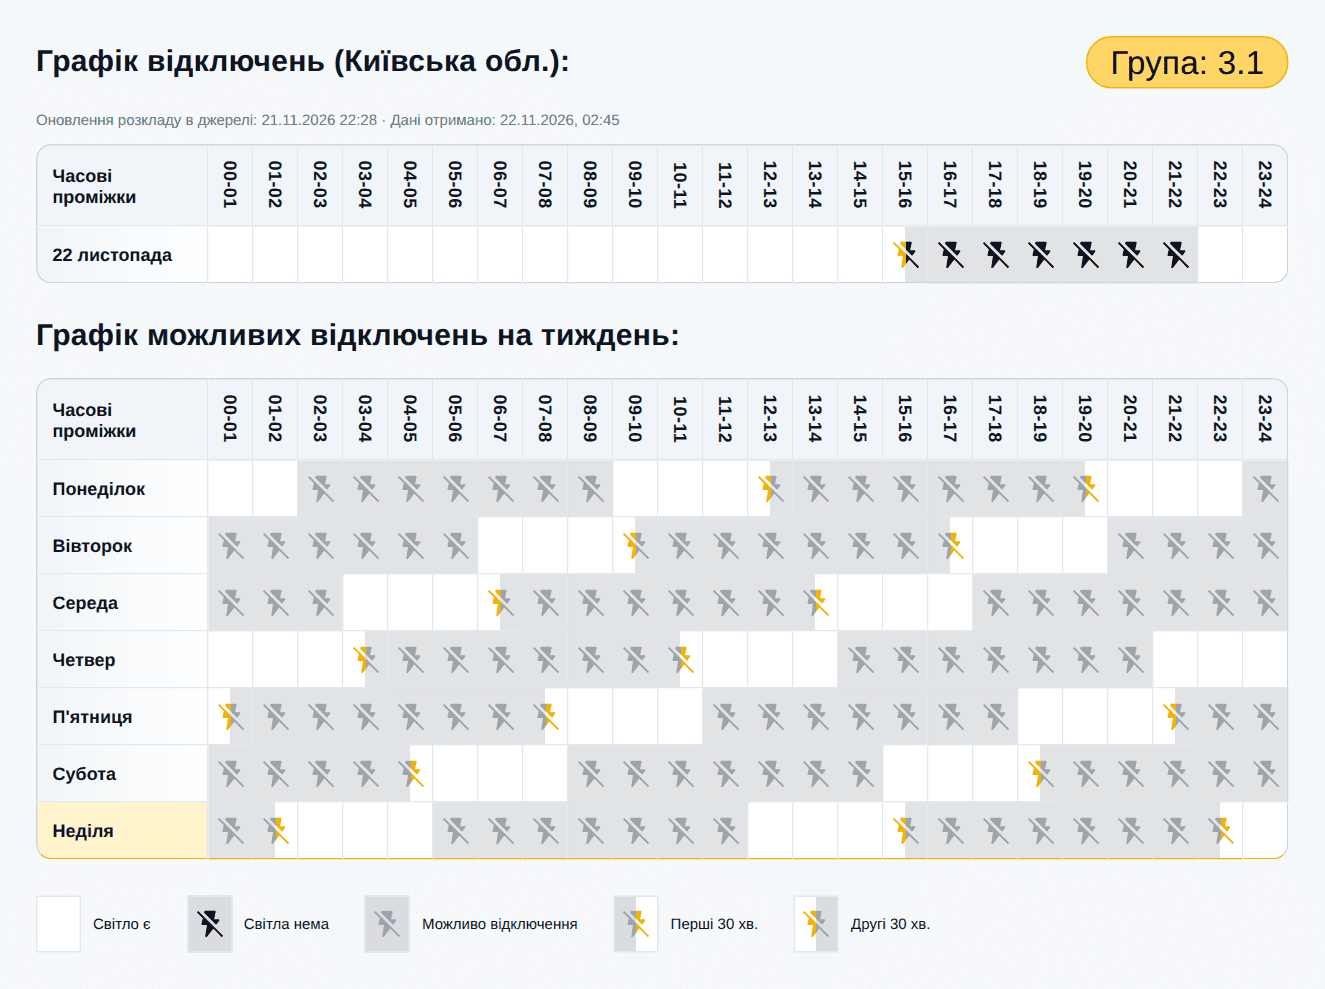 Графік відключень (Київська обл.):
Група: 3.1
Оновлення розкладу в джерелі: 21.11.2026 22:28 · Дані отримано: 22.11.2026, 02:45
Часові
проміжки
00-01 01-02 02-03 03-04 04-05 05-06 06-07 07-08 08-09 09-10 10-11 11-12 12-13 13-14 14-15 15-16 16-17 17-18 18-19 19-20 20-21 21-22 22-23 23-24
22 листопада
Графік можливих відключень на тиждень:
Часові
проміжки
00-01 01-02 02-03 03-04 04-05 05-06 06-07 07-08 08-09 09-10 10-11 11-12 12-13 13-14 14-15 15-16 16-17 17-18 18-19 19-20 20-21 21-22 22-23 23-24
Понеділок
Вівторок
Середа
Четвер
П'ятниця
Субота
Неділя
Світло є
Світла нема
Можливо відключення
Перші 30 хв.
Другі 30 хв.